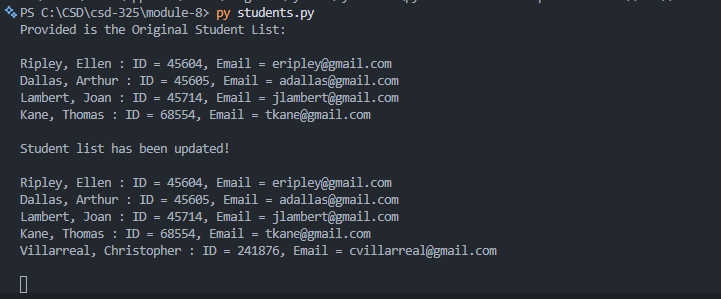 PS C:\CSD\csd-325\module-8> py students.py
Provided is the Original Student List:
Ripley, Ellen : ID = 45604, Email = eripley@gmail.com
Dallas, Arthur : ID = 45605, Email = adallas@gmail.com
Lambert, Joan : ID = 45714, Email = jlambert@gmail.com
Kane, Thomas : ID = 68554, Email = tkane@gmail.com
Student list has been updated!
Ripley, Ellen : ID = 45604, Email = eripley@gmail.com
Dallas, Arthur : ID = 45605, Email = adallas@gmail.com
Lambert, Joan : ID = 45714, Email = jlambert@gmail.com
Kane, Thomas : ID = 68554, Email = tkane@gmail.com
Villarreal, Christopher : ID = 241876, Email = cvillarreal@gmail.com